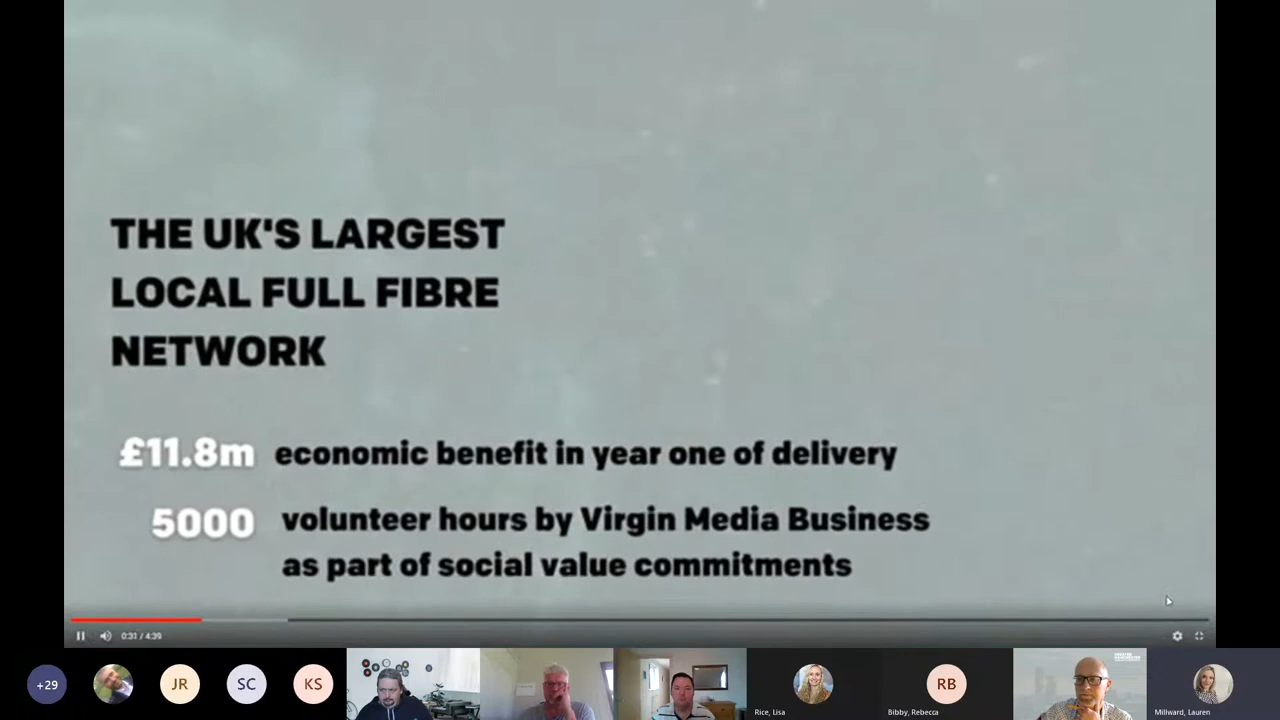 THE UK'S LARGEST
LOCAL FULL FIBRE
NETWORK
£11.8m economic benefit in year one of delivery
5000 volunteer hours by Virgin Media Business
as part of social value commitments
0:31 / 4:39
+29
JR
SC
KS
Rice, Lisa
RB
Bibby, Rebecca
GREATER
MANCHESTER
Millward, Lauren